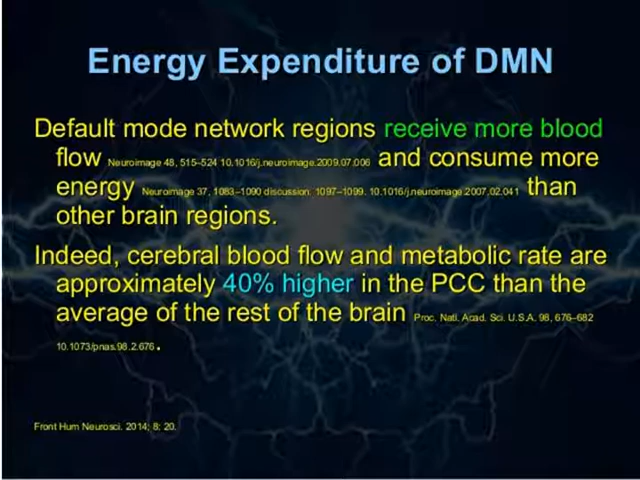 Energy Expenditure of DMN
Default mode network regions receive more blood
flow Neuroimage 48, 515–524 10.1016/j.neuroimage.2009.07.006 and consume more
energy Neuroimage 37, 1083–1090 discussion: 1097–1099. 10.1016/j.neuroimage.2007.02.041 than
other brain regions.
Indeed, cerebral blood flow and metabolic rate are
approximately 40% higher in the PCC than the
average of the rest of the brain Proc. Natl. Acad. Sci. U.S.A. 98, 676–682
10.1073/pnas.98.2.676 .
Front Hum Neurosci. 2014; 8: 20.